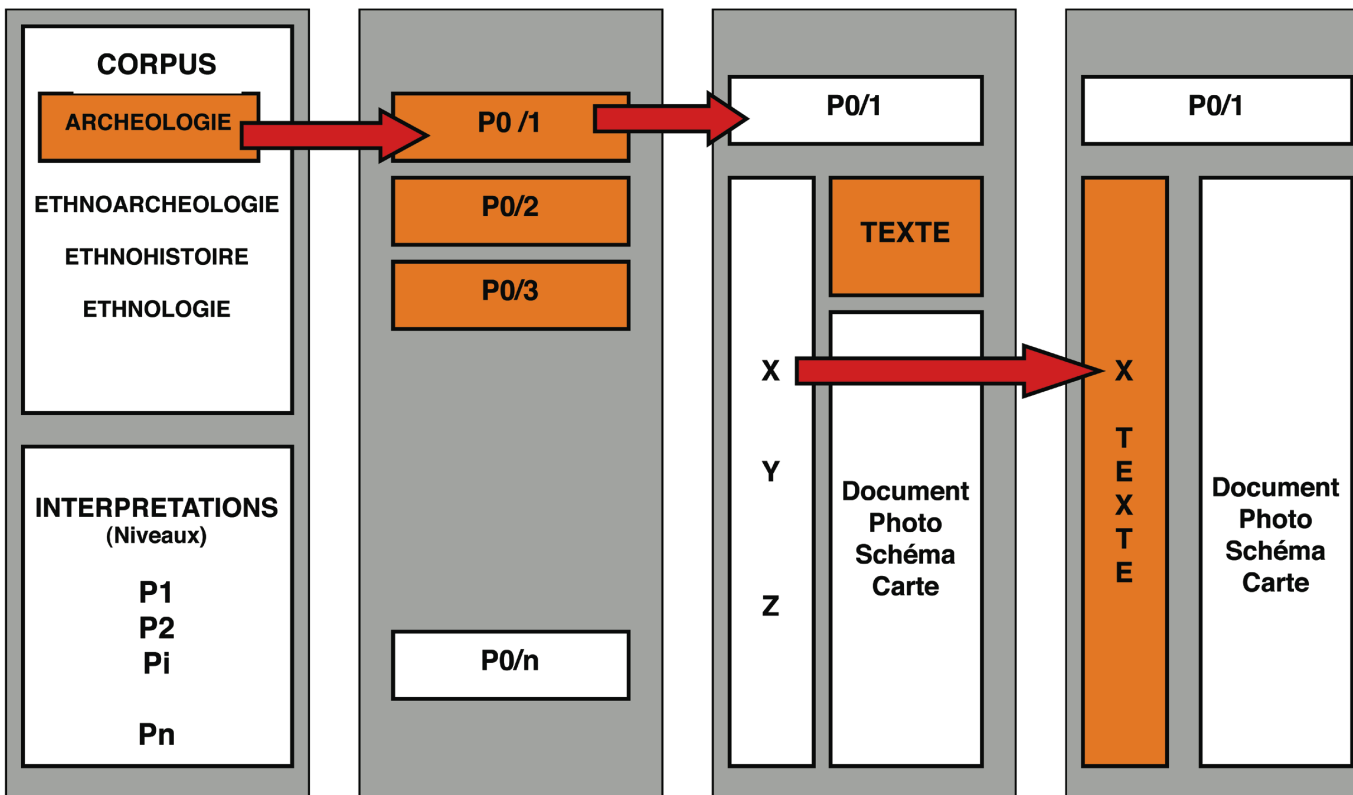 CORPUS
ARCHEOLOGIE
ETHNOARCHEOLOGIE
ETHNOHISTOIRE
ETHNOLOGIE
INTERPRETATIONS
(Niveaux)
P1
P2
Pi
Pn
P0 /1
P0/2
P0/3
P0/n
P0/1
X
Y
Z
TEXTE
Document
Photo
Schéma
Carte
P0/1
X
T
E
X
T
E
Document
Photo
Schéma
Carte